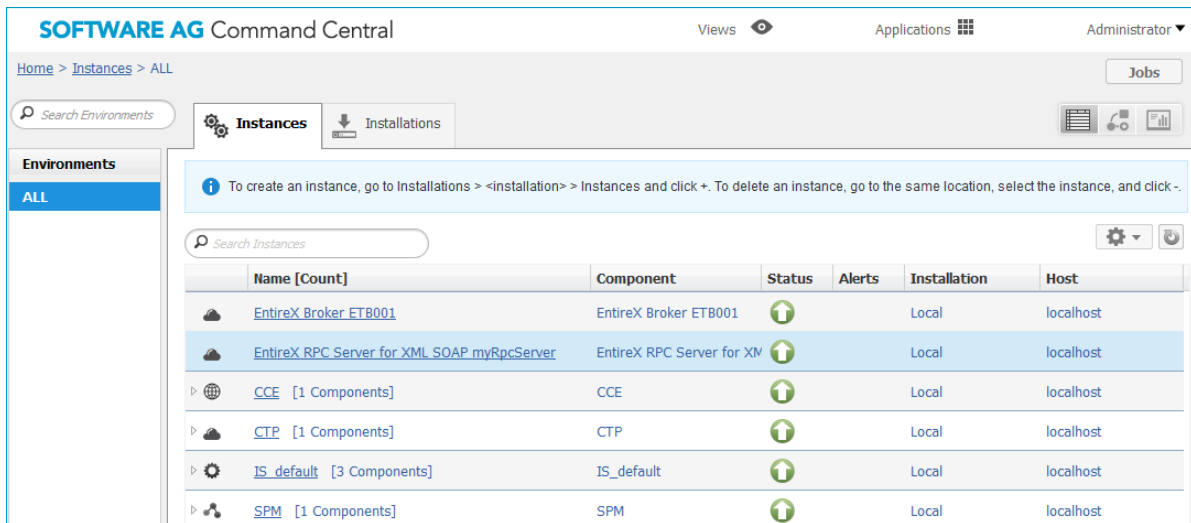 SOFTWARE AG Command Central
Views
Applications
Administrator
Home > Instances > ALL
Jobs
Search Environments
Instances
Installations
Environments
ALL
To create an instance, go to Installations > <installation> > Instances and click +. To delete an instance, go to the same location, select the instance, and click -.
Search Instances
Name [Count] Component Status Alerts Installation Host
EntireX Broker ETB001 EntireX Broker ETB001 Local localhost
EntireX RPC Server for XML SOAP myRpcServer EntireX RPC Server for XM Local localhost
CCE [1 Components] CCE Local localhost
CTP [1 Components] CTP Local localhost
IS_default [3 Components] IS_default Local localhost
SPM [1 Components] SPM Local localhost